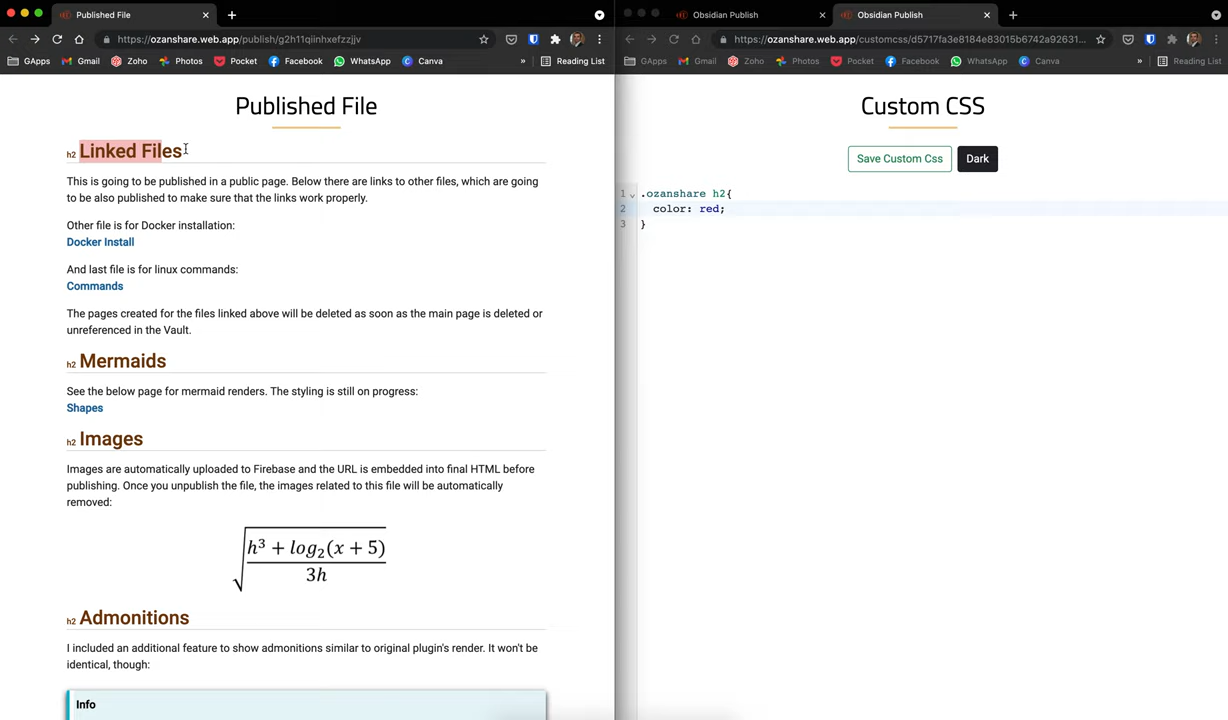 Published File
Obsidian Publish
Obsidian Publish
https://ozanshare.web.app/publish/g2h11qiinhxefzzjjv
https://ozanshare.web.app/customcss/d5717fa3e8184e83015b6742a92631...
GApps Gmail Zoho Photos Pocket Facebook WhatsApp Canva » Reading List
GApps Gmail Zoho Photos Pocket Facebook WhatsApp Canva » Reading List
Published File
h2 Linked Files
This is going to be published in a public page. Below there are links to other files, which are going
to be also published to make sure that the links work properly.
Other file is for Docker installation:
Docker Install
And last file is for linux commands:
Commands
The pages created for the files linked above will be deleted as soon as the main page is deleted or
unreferenced in the Vault.
h2 Mermaids
See the below page for mermaid renders. The styling is still on progress:
Shapes
h2 Images
Images are automatically uploaded to Firebase and the URL is embedded into final HTML before
publishing. Once you unpublish the file, the images related to this file will be automatically
removed:
√ h³ + log₂(x + 5)
3h
h2 Admonitions
I included an additional feature to show admonitions similar to original plugin's render. It won't be
identical, though:
Info
Custom CSS
Save Custom Css Dark
1 .ozanshare h2{
2 color: red;
3 }